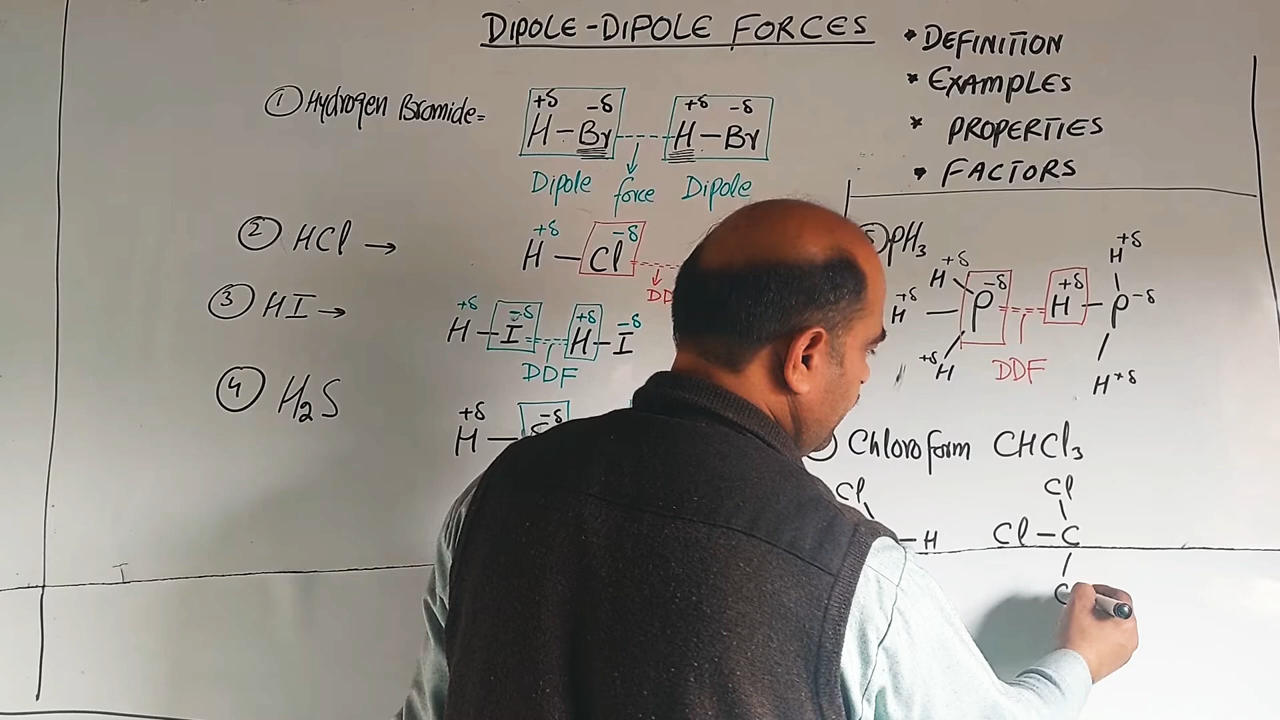 DIPOLE-DIPOLE FORCES
* DEFINITION
* EXAMPLES
* PROPERTIES
* FACTORS
① Hydrogen Bromide=
+δ -δ +δ -δ
H-Br---H-Br
Dipole force Dipole
② HCl →
+δ -δ
H-Cl---
③ HI →
+δ -δ +δ -δ
H-I---H-I
DDF
④ H₂S
+δ -δ
H-
PH₃
+δ -δ +δ +δ
H P---H-P-δ
+δ H
+δ H
H
DDF
H+δ
Chloroform CHCl₃
Cl Cl
-H Cl-C